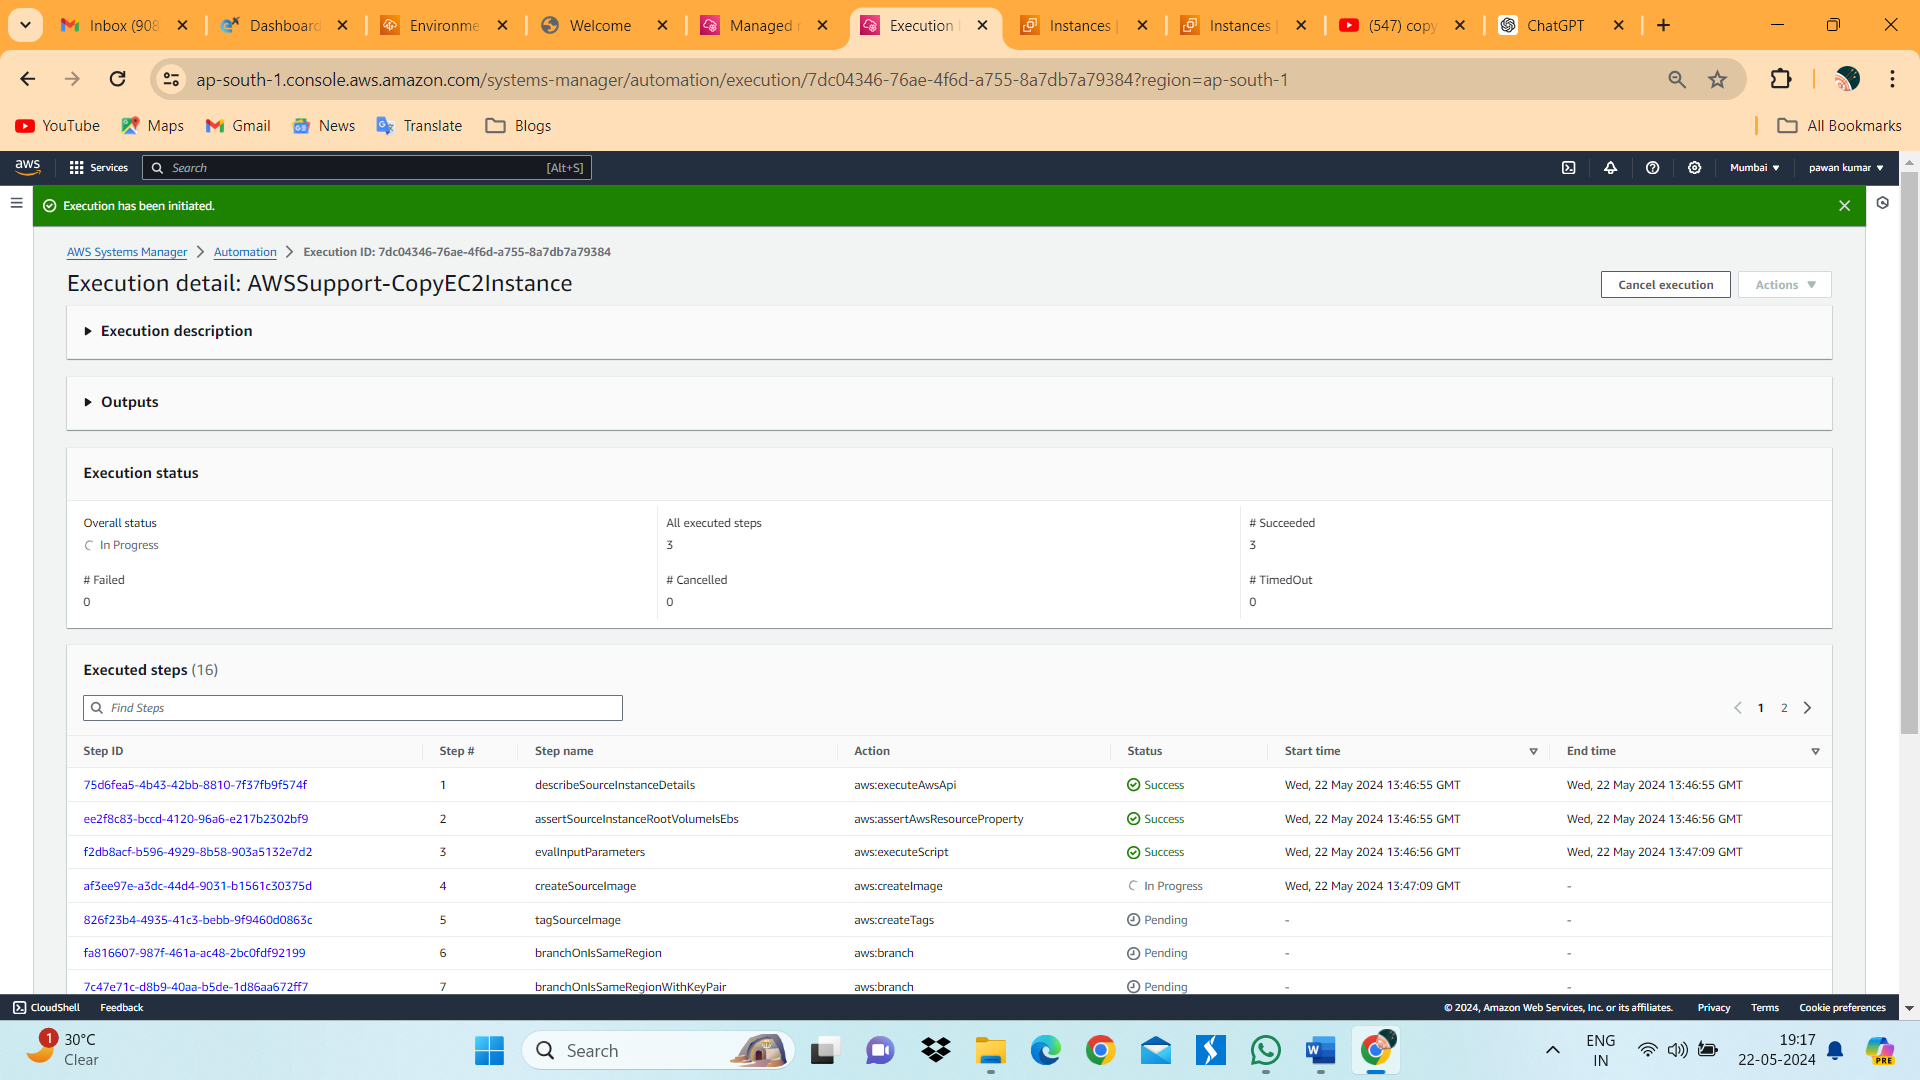 Inbox (908
Dashboard
Environme
Welcome
Managed
Execution
Instances
Instances
(547) copy
ChatGPT
ap-south-1.console.aws.amazon.com/systems-manager/automation/execution/7dc04346-76ae-4f6d-a755-8a7db7a79384?region=ap-south-1
YouTube Maps Gmail News Translate Blogs All Bookmarks
aws Services Search [Alt+S] Mumbai pawan kumar
Execution has been initiated.
AWS Systems Manager Automation Execution ID: 7dc04346-76ae-4f6d-a755-8a7db7a79384
Execution detail: AWSSupport-CopyEC2Instance
Cancel execution Actions
Execution description
Outputs
Execution status
Overall status All executed steps # Succeeded
In Progress 3 3
# Failed # Cancelled # TimedOut
0 0 0
Executed steps (16)
Find Steps 1 2
Step ID Step # Step name Action Status Start time End time
75d6fea5-4b43-42bb-8810-7f37fb9f574f 1 describeSourceInstanceDetails aws:executeAwsApi Success Wed, 22 May 2024 13:46:55 GMT Wed, 22 May 2024 13:46:55 GMT
ee2f8c83-bccd-4120-96a6-e217b2302bf9 2 assertSourceInstanceRootVolumeIsEbs aws:assertAwsResourceProperty Success Wed, 22 May 2024 13:46:55 GMT Wed, 22 May 2024 13:46:56 GMT
f2db8acf-b596-4929-8b58-903a5132e7d2 3 evalInputParameters aws:executeScript Success Wed, 22 May 2024 13:46:56 GMT Wed, 22 May 2024 13:47:09 GMT
af3ee97e-a3dc-44d4-9031-b1561c30375d 4 createSourceImage aws:createImage In Progress Wed, 22 May 2024 13:47:09 GMT -
826f23b4-4935-41c3-bebb-9f9460d0863c 5 tagSourceImage aws:createTags Pending - -
fa816607-987f-461a-ac48-2bc0fdf92199 6 branchOnIsSameRegion aws:branch Pending - -
7c47e71c-d8b9-40aa-b5de-1d86aa672ff7 7 branchOnIsSameRegionWithKeyPair aws:branch Pending - -
CloudShell Feedback © 2024, Amazon Web Services, Inc. or its affiliates. Privacy Terms Cookie preferences
1 30°C
Clear
Search
ENG
IN
19:17
22-05-2024
PRE